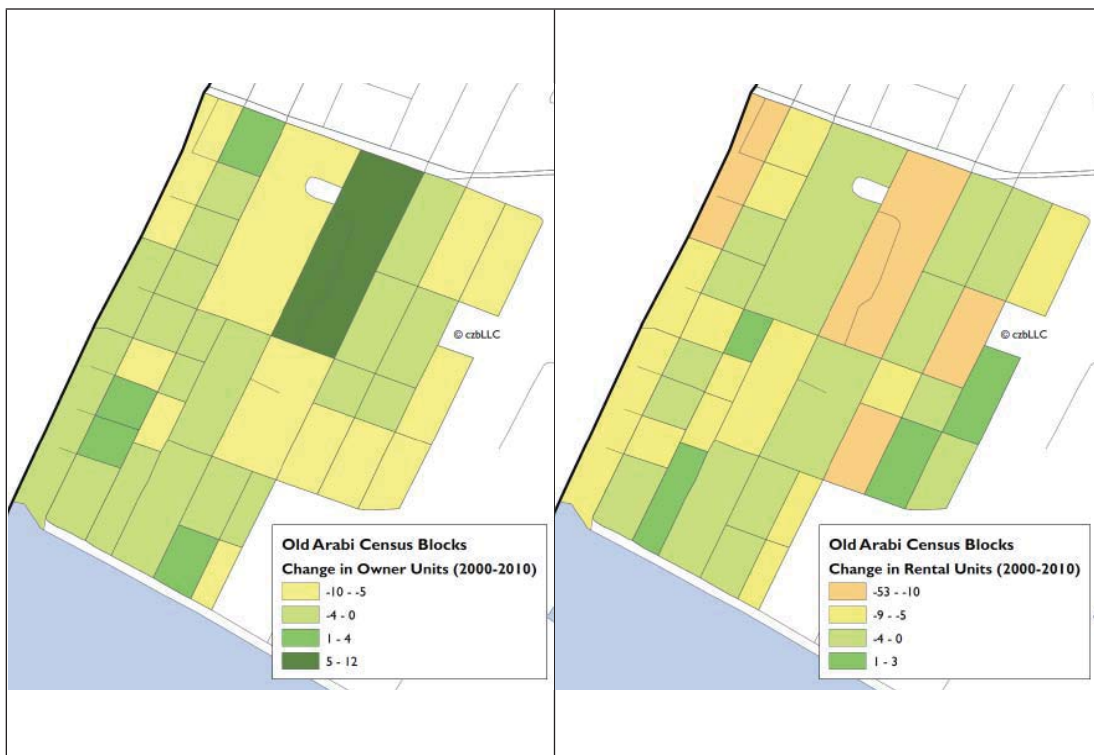 © czbLLC
Old Arabi Census Blocks
Change in Owner Units (2000-2010)
-10 - -5
-4 - 0
1 - 4
5 - 12
© czbLLC
Old Arabi Census Blocks
Change in Rental Units (2000-2010)
-53 - -10
-9 - -5
-4 - 0
1 - 3